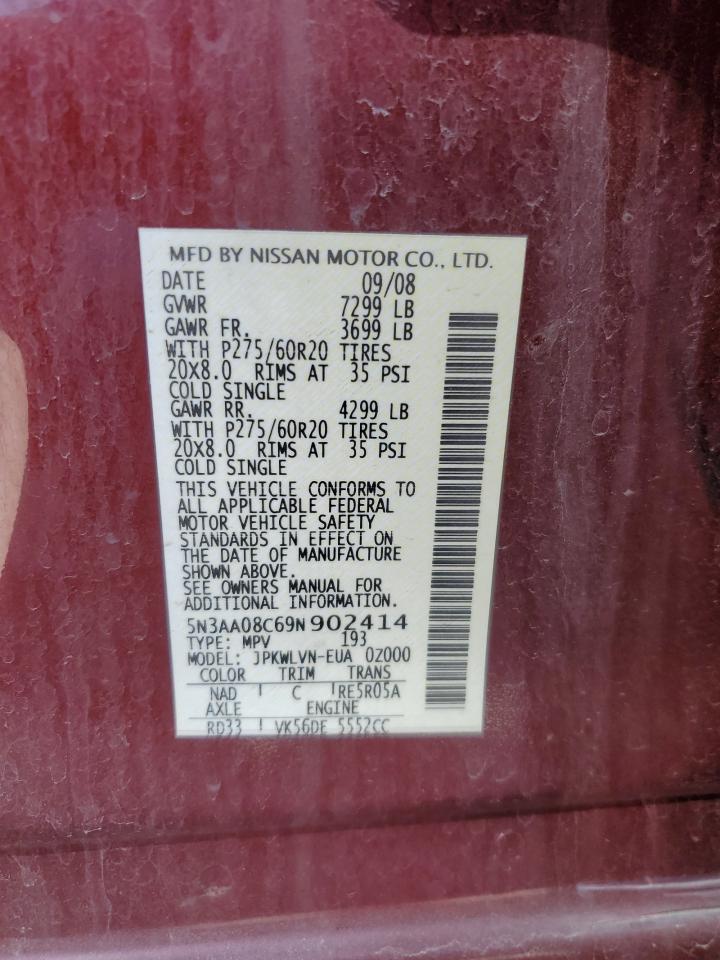 MFD BY NISSAN MOTOR CO., LTD.
DATE 09/08
GVWR 7299 LB
GAWR FR. 3699 LB
WITH P275/60R20 TIRES
20X8.0 RIMS AT 35 PSI
COLD SINGLE
GAWR RR. 4299 LB
WITH P275/60R20 TIRES
20X8.0 RIMS AT 35 PSI
COLD SINGLE
THIS VEHICLE CONFORMS TO
ALL APPLICABLE FEDERAL
MOTOR VEHICLE SAFETY
STANDARDS IN EFFECT ON
THE DATE OF MANUFACTURE
SHOWN ABOVE.
SEE OWNERS MANUAL FOR
ADDITIONAL INFORMATION.
5N3AA08C69N902414
TYPE: MPV 193
MODEL: JPKWLVN-EUA 0Z000
COLOR TRIM TRANS
NAD C RE5R05A
AXLE ENGINE
RD33 VK56DE 5552CC